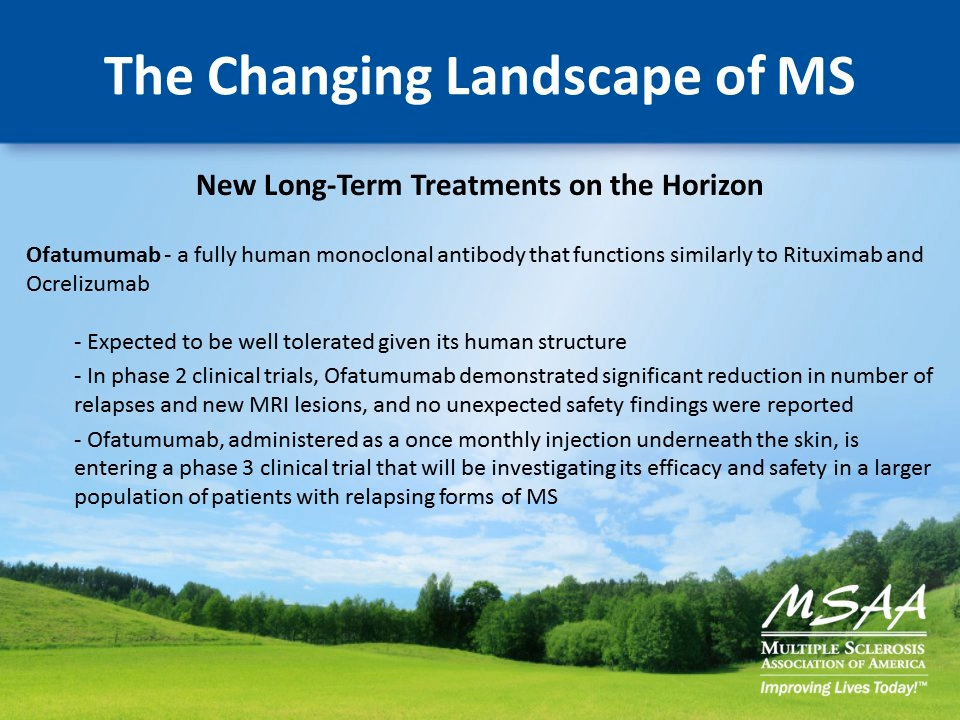 The Changing Landscape of MS
New Long-Term Treatments on the Horizon
Ofatumumab - a fully human monoclonal antibody that functions similarly to Rituximab and
Ocrelizumab
- Expected to be well tolerated given its human structure
- In phase 2 clinical trials, Ofatumumab demonstrated significant reduction in number of
relapses and new MRI lesions, and no unexpected safety findings were reported
- Ofatumumab, administered as a once monthly injection underneath the skin, is
entering a phase 3 clinical trial that will be investigating its efficacy and safety in a larger
population of patients with relapsing forms of MS
MSAA
MULTIPLE SCLEROSIS
ASSOCIATION OF AMERICA
Improving Lives Today!™